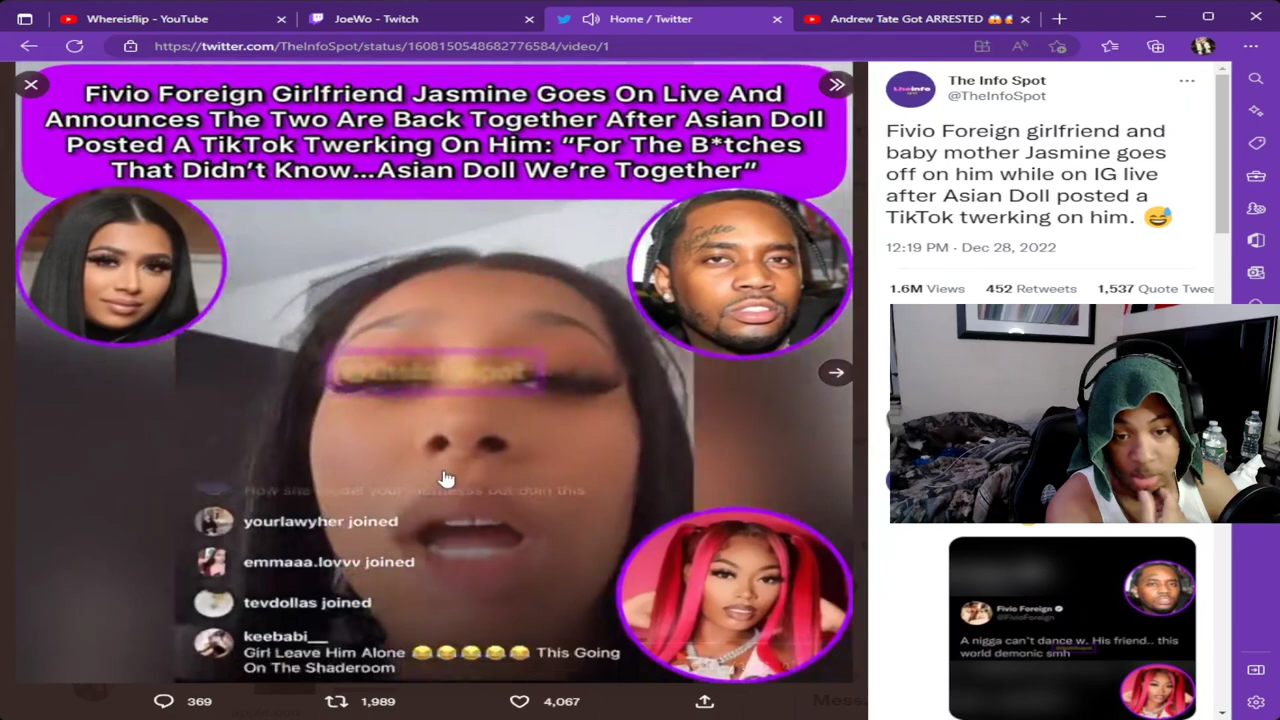 Whereisflip - YouTube
JoeWo - Twitch
Home / Twitter
Andrew Tate Got ARRESTED
https://twitter.com/TheInfoSpot/status/1608150548682776584/video/1
Fivio Foreign Girlfriend Jasmine Goes On Live And
Announces The Two Are Back Together After Asian Doll
Posted A TikTok Twerking On Him: “For The B*tches
That Didn’t Know...Asian Doll We’re Together”
yourlawyher joined
emmaaa.lovvv joined
tevdollas joined
keebabi__
Girl Leave Him Alone 😂😂😂😂😂 This Going
On The Shaderoom
369
1,989
4,067
The Info Spot
@TheInfoSpot
Fivio Foreign girlfriend and
baby mother Jasmine goes
off on him while on IG live
after Asian Doll posted a
TikTok twerking on him. 😅
12:19 PM · Dec 28, 2022
1.6M Views 452 Retweets 1,537 Quote Twee
Fivio Foreign
@FivioForeign
A nigga can't dance w. His friend.. this
world demonic smh